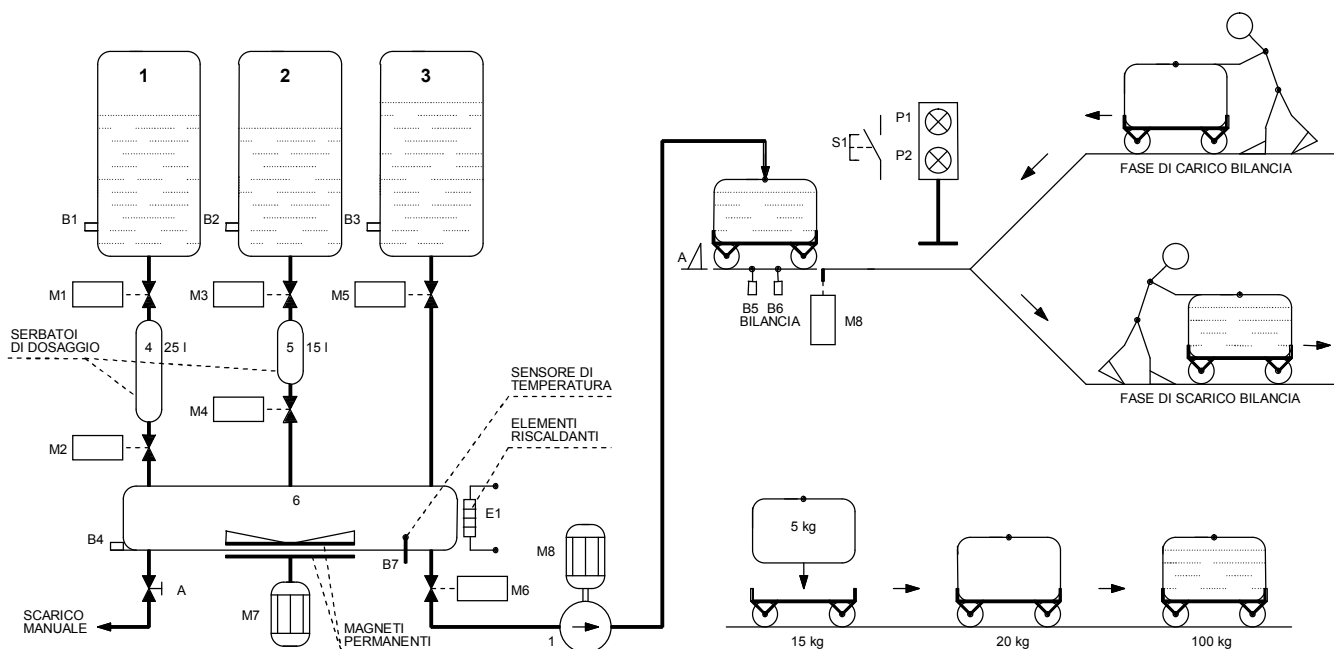 1
2
3
B1
B2
B3
M1
M3
M5
SERBATOI
DI DOSAGGIO
4
25 l
5
15 l
M4
M2
SENSORE DI
TEMPERATURA
ELEMENTI
RISCALDANTI
6
E1
B4
B7
A
M7
M6
M8
1
SCARICO
MANUALE
MAGNETI
PERMANENTI
S1
P1
P2
A
B5
B6
BILANCIA
M8
FASE DI CARICO BILANCIA
FASE DI SCARICO BILANCIA
5 kg
15 kg
20 kg
100 kg